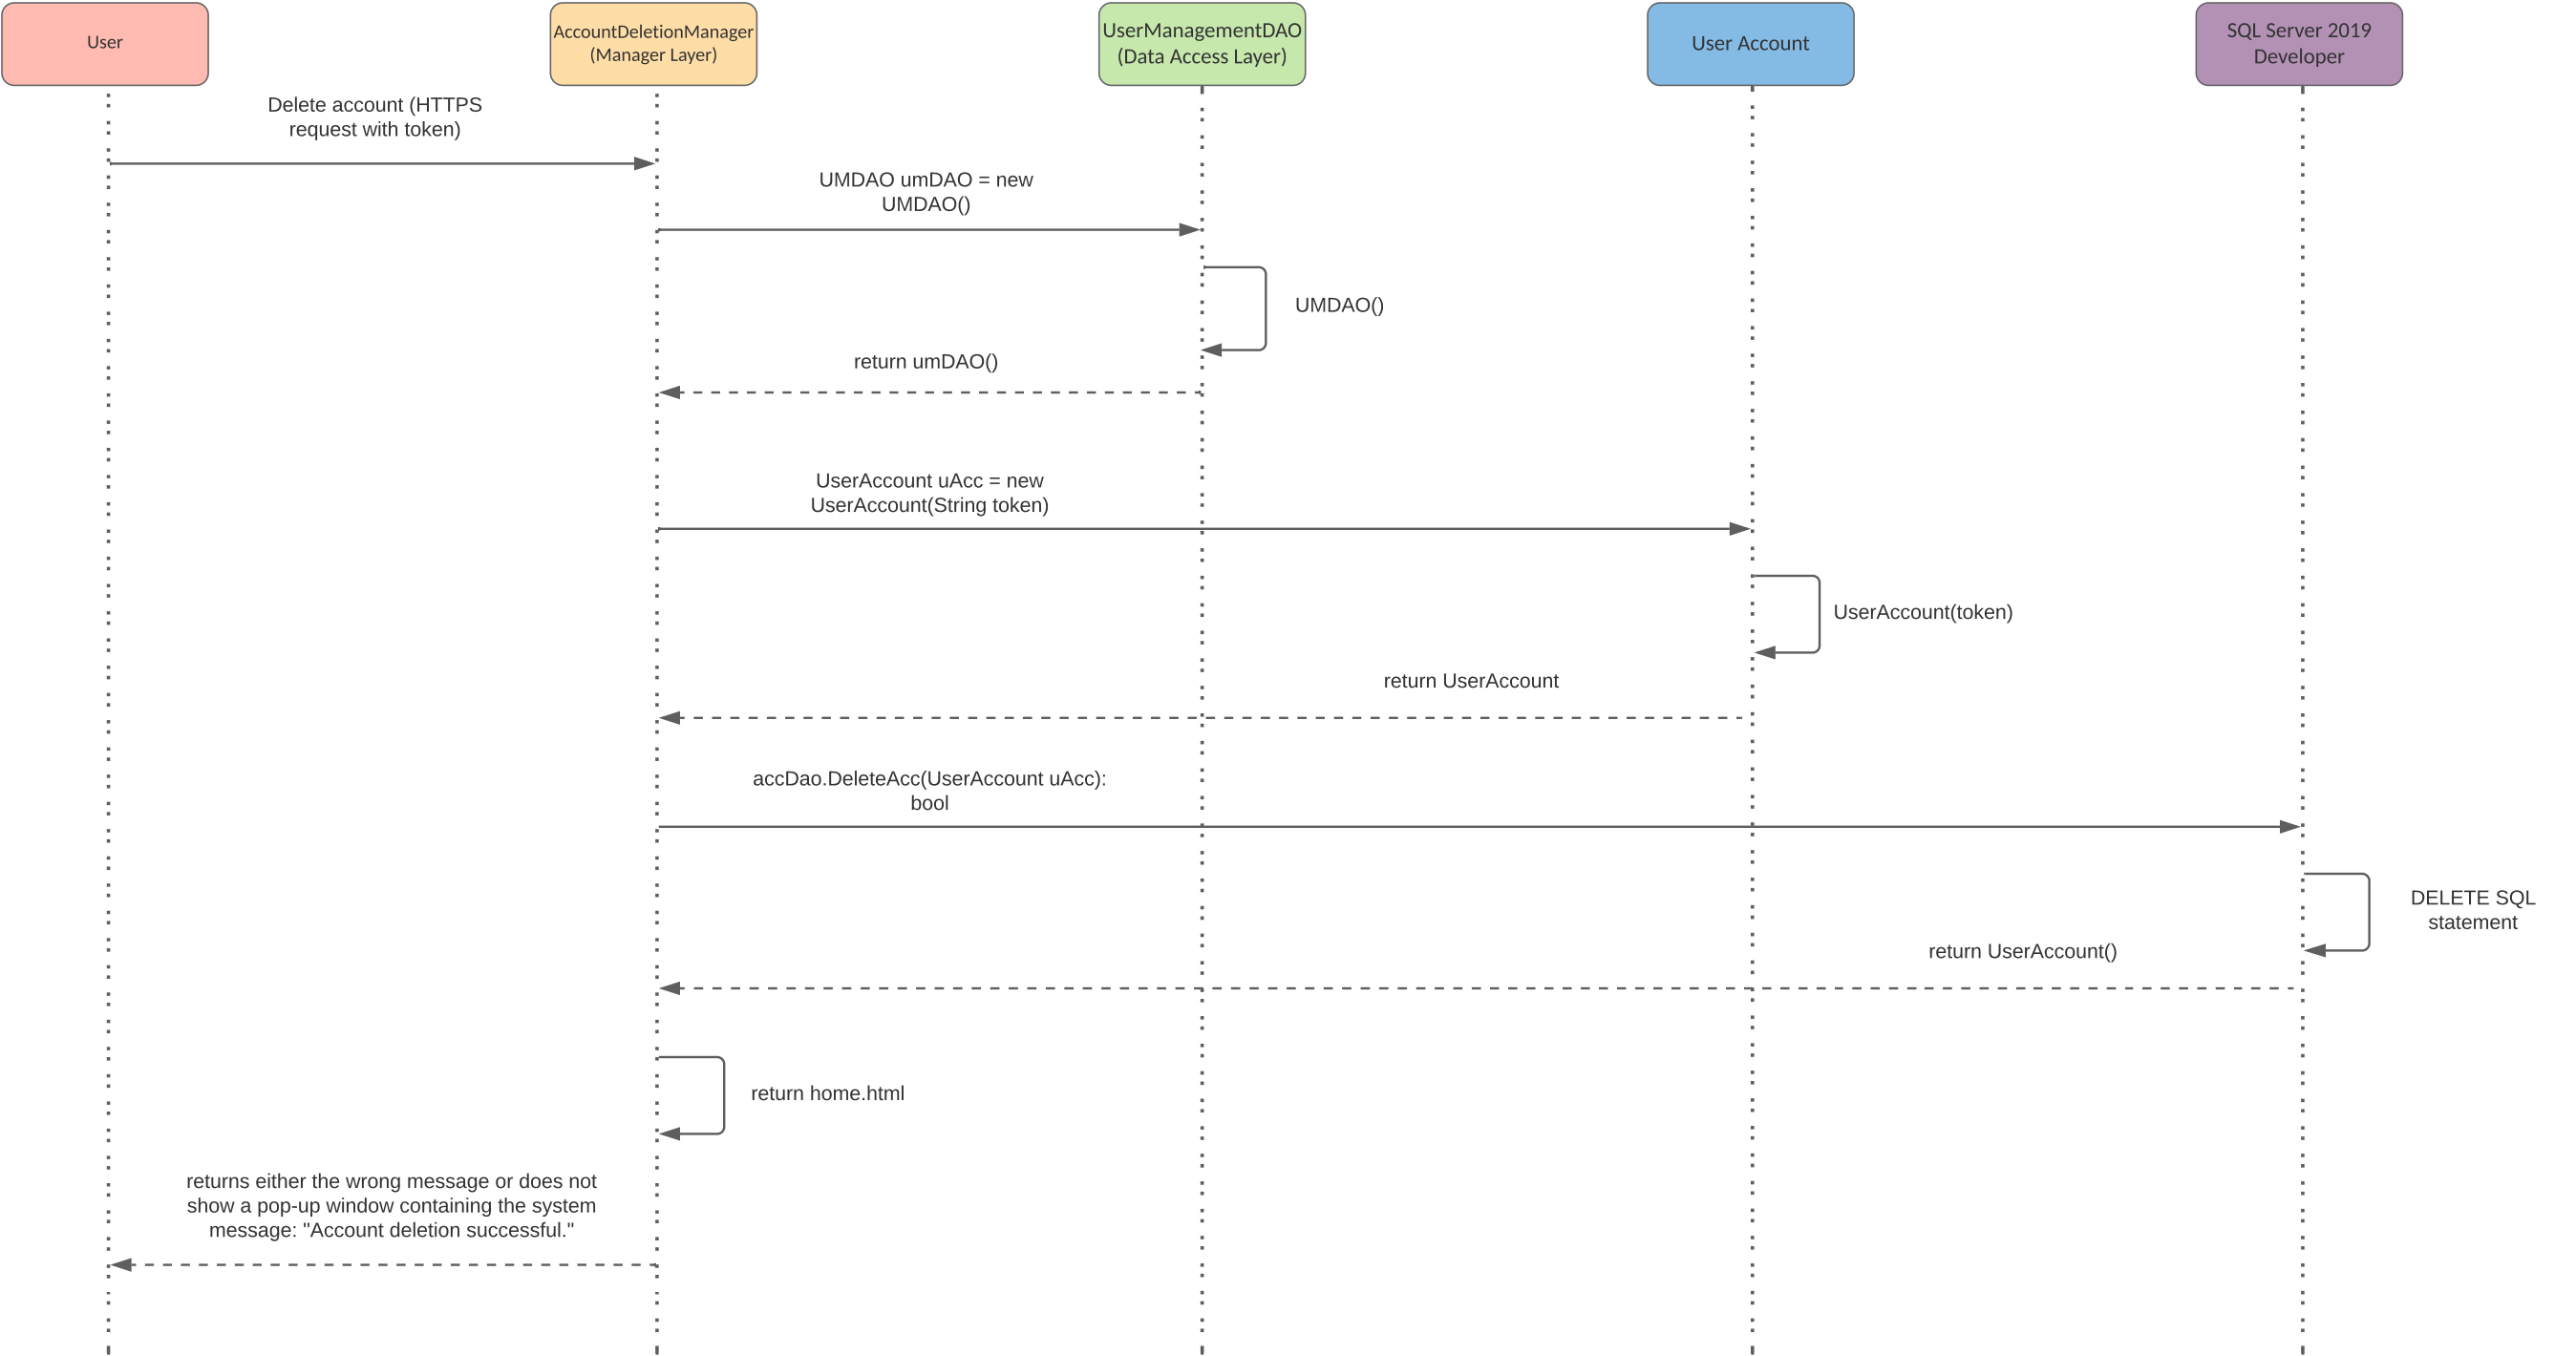 User
AccountDeletionManager
(Manager Layer)
UserManagementDAO
(Data Access Layer)
User Account
SQL Server 2019
Developer
Delete account (HTTPS
request with token)
UMDAO umDAO = new
UMDAO()
UMDAO()
return umDAO()
UserAccount uAcc = new
UserAccount(String token)
UserAccount(token)
return UserAccount
accDao.DeleteAcc(UserAccount uAcc):
bool
DELETE SQL
statement
return UserAccount()
return home.html
returns either the wrong message or does not
show a pop-up window containing the system
message: "Account deletion successful."